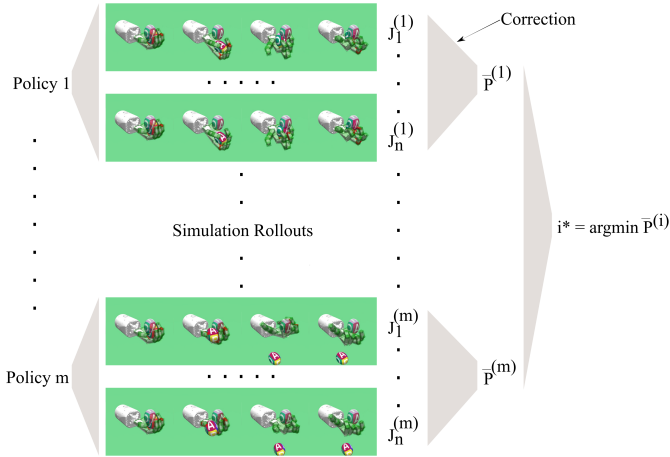 Correction
Policy 1
J₁⁽¹⁾
Jₙ⁽¹⁾
P̅⁽¹⁾
Simulation Rollouts
i* = argmin P̅⁽ⁱ⁾
Policy m
J₁⁽ᵐ⁾
Jₙ⁽ᵐ⁾
P̅⁽ᵐ⁾